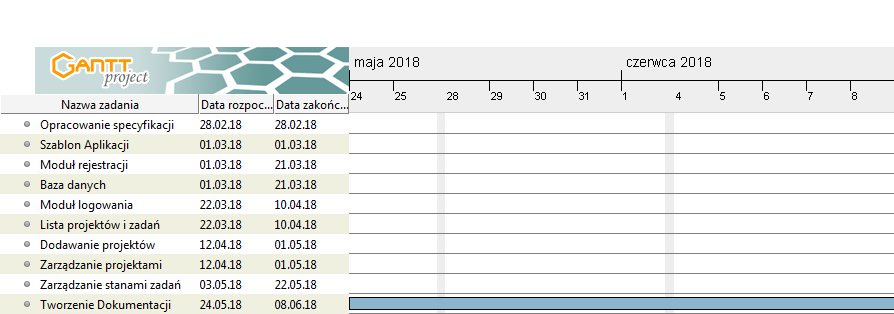 GANTT project
maja 2018 czerwca 2018
24 25 28 29 30 31 1 4 5 6 7 8
Nazwa zadania Data rozpoc... Data zakońc...
Opracowanie specyfikacji 28.02.18 28.02.18
Szablon Aplikacji 01.03.18 01.03.18
Moduł rejestracji 01.03.18 21.03.18
Baza danych 01.03.18 21.03.18
Moduł logowania 22.03.18 10.04.18
Lista projektów i zadań 22.03.18 10.04.18
Dodawanie projektów 12.04.18 01.05.18
Zarządzanie projektami 12.04.18 01.05.18
Zarządzanie stanami zadań 03.05.18 22.05.18
Tworzenie Dokumentacji 24.05.18 08.06.18